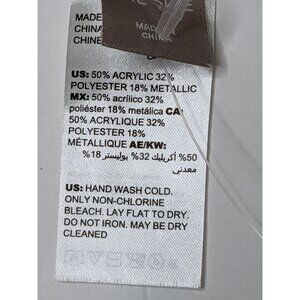 MADE
CHINA
CHINE
MADE
CHINA
US: 50% ACRYLIC 32%
POLYESTER 18% METALLIC
MX: 50% acrílico 32%
poliéster 18% metálica CA:
50% ACRYLIQUE 32%
POLYESTER 18%
MÉTALLIQUE AE/KW:
50% أكريليك 32% بوليستر 18%
معدني
US: HAND WASH COLD.
ONLY NON-CHLORINE
BLEACH. LAY FLAT TO DRY.
DO NOT IRON. MAY BE DRY
CLEANED